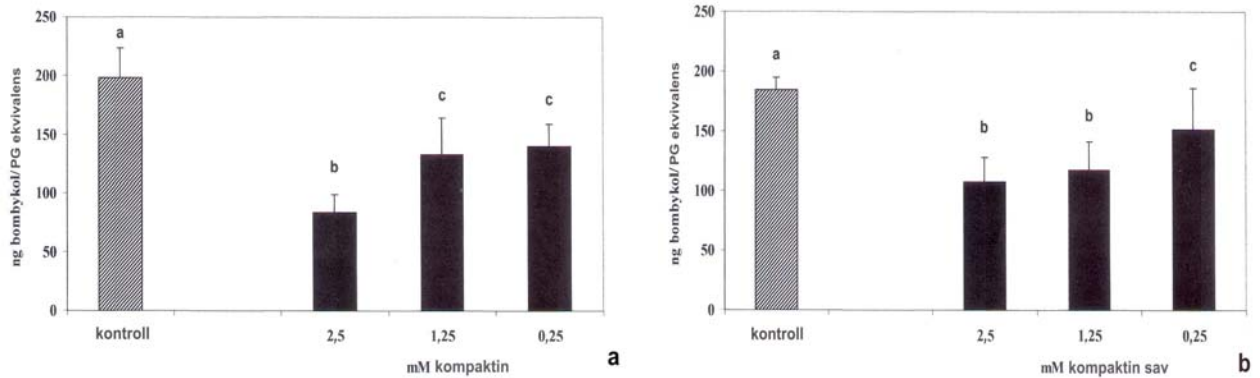 250
200
150
100
50
0
ng bombykol/PG ekvivalens
a
b
c
c
kontroll
2,5
1,25
0,25
mM kompaktin
a
250
200
150
100
50
0
ng bombykol/PG ekvivalens
a
b
b
c
kontroll
2,5
1,25
0,25
mM kompaktin sav
b